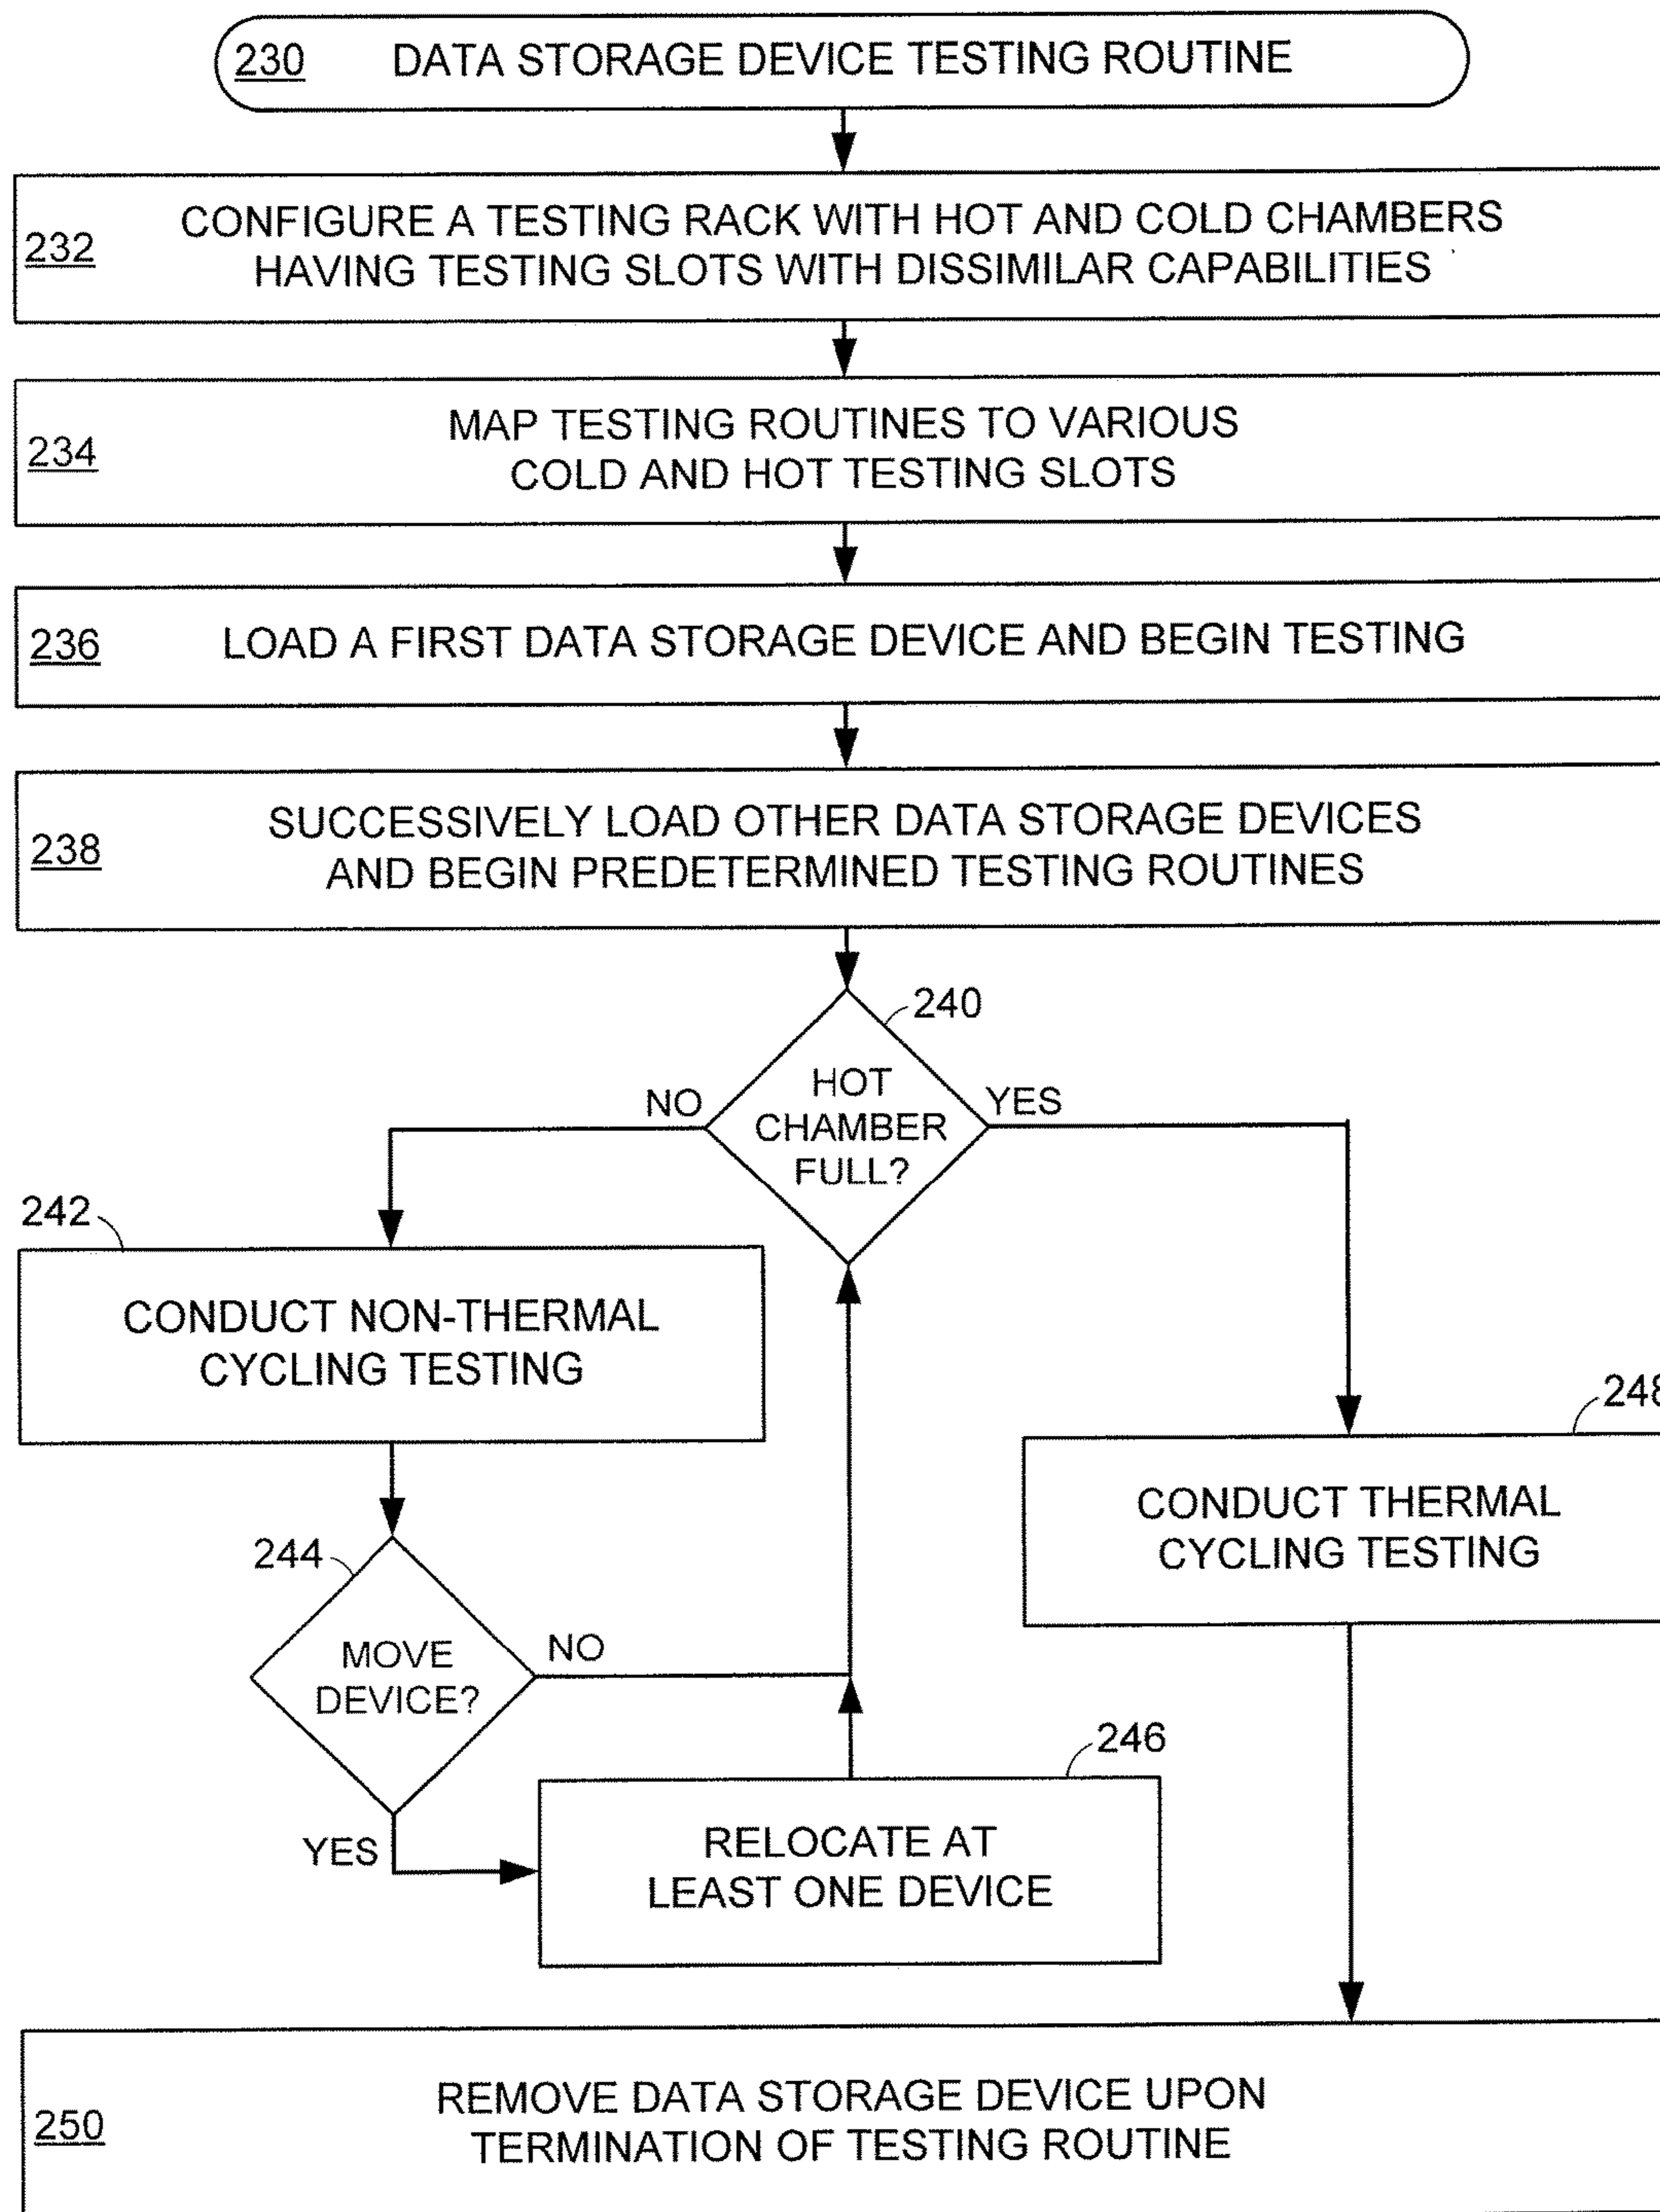 230 DATA STORAGE DEVICE TESTING ROUTINE
232 CONFIGURE A TESTING RACK WITH HOT AND COLD CHAMBERS
HAVING TESTING SLOTS WITH DISSIMILAR CAPABILITIES
234 MAP TESTING ROUTINES TO VARIOUS
COLD AND HOT TESTING SLOTS
236 LOAD A FIRST DATA STORAGE DEVICE AND BEGIN TESTING
238 SUCCESSIVELY LOAD OTHER DATA STORAGE DEVICES
AND BEGIN PREDETERMINED TESTING ROUTINES
240
HOT
CHAMBER
FULL?
NO
YES
242
CONDUCT NON-THERMAL
CYCLING TESTING
244
MOVE
DEVICE?
NO
YES
246
RELOCATE AT
LEAST ONE DEVICE
248
CONDUCT THERMAL
CYCLING TESTING
250 REMOVE DATA STORAGE DEVICE UPON
TERMINATION OF TESTING ROUTINE